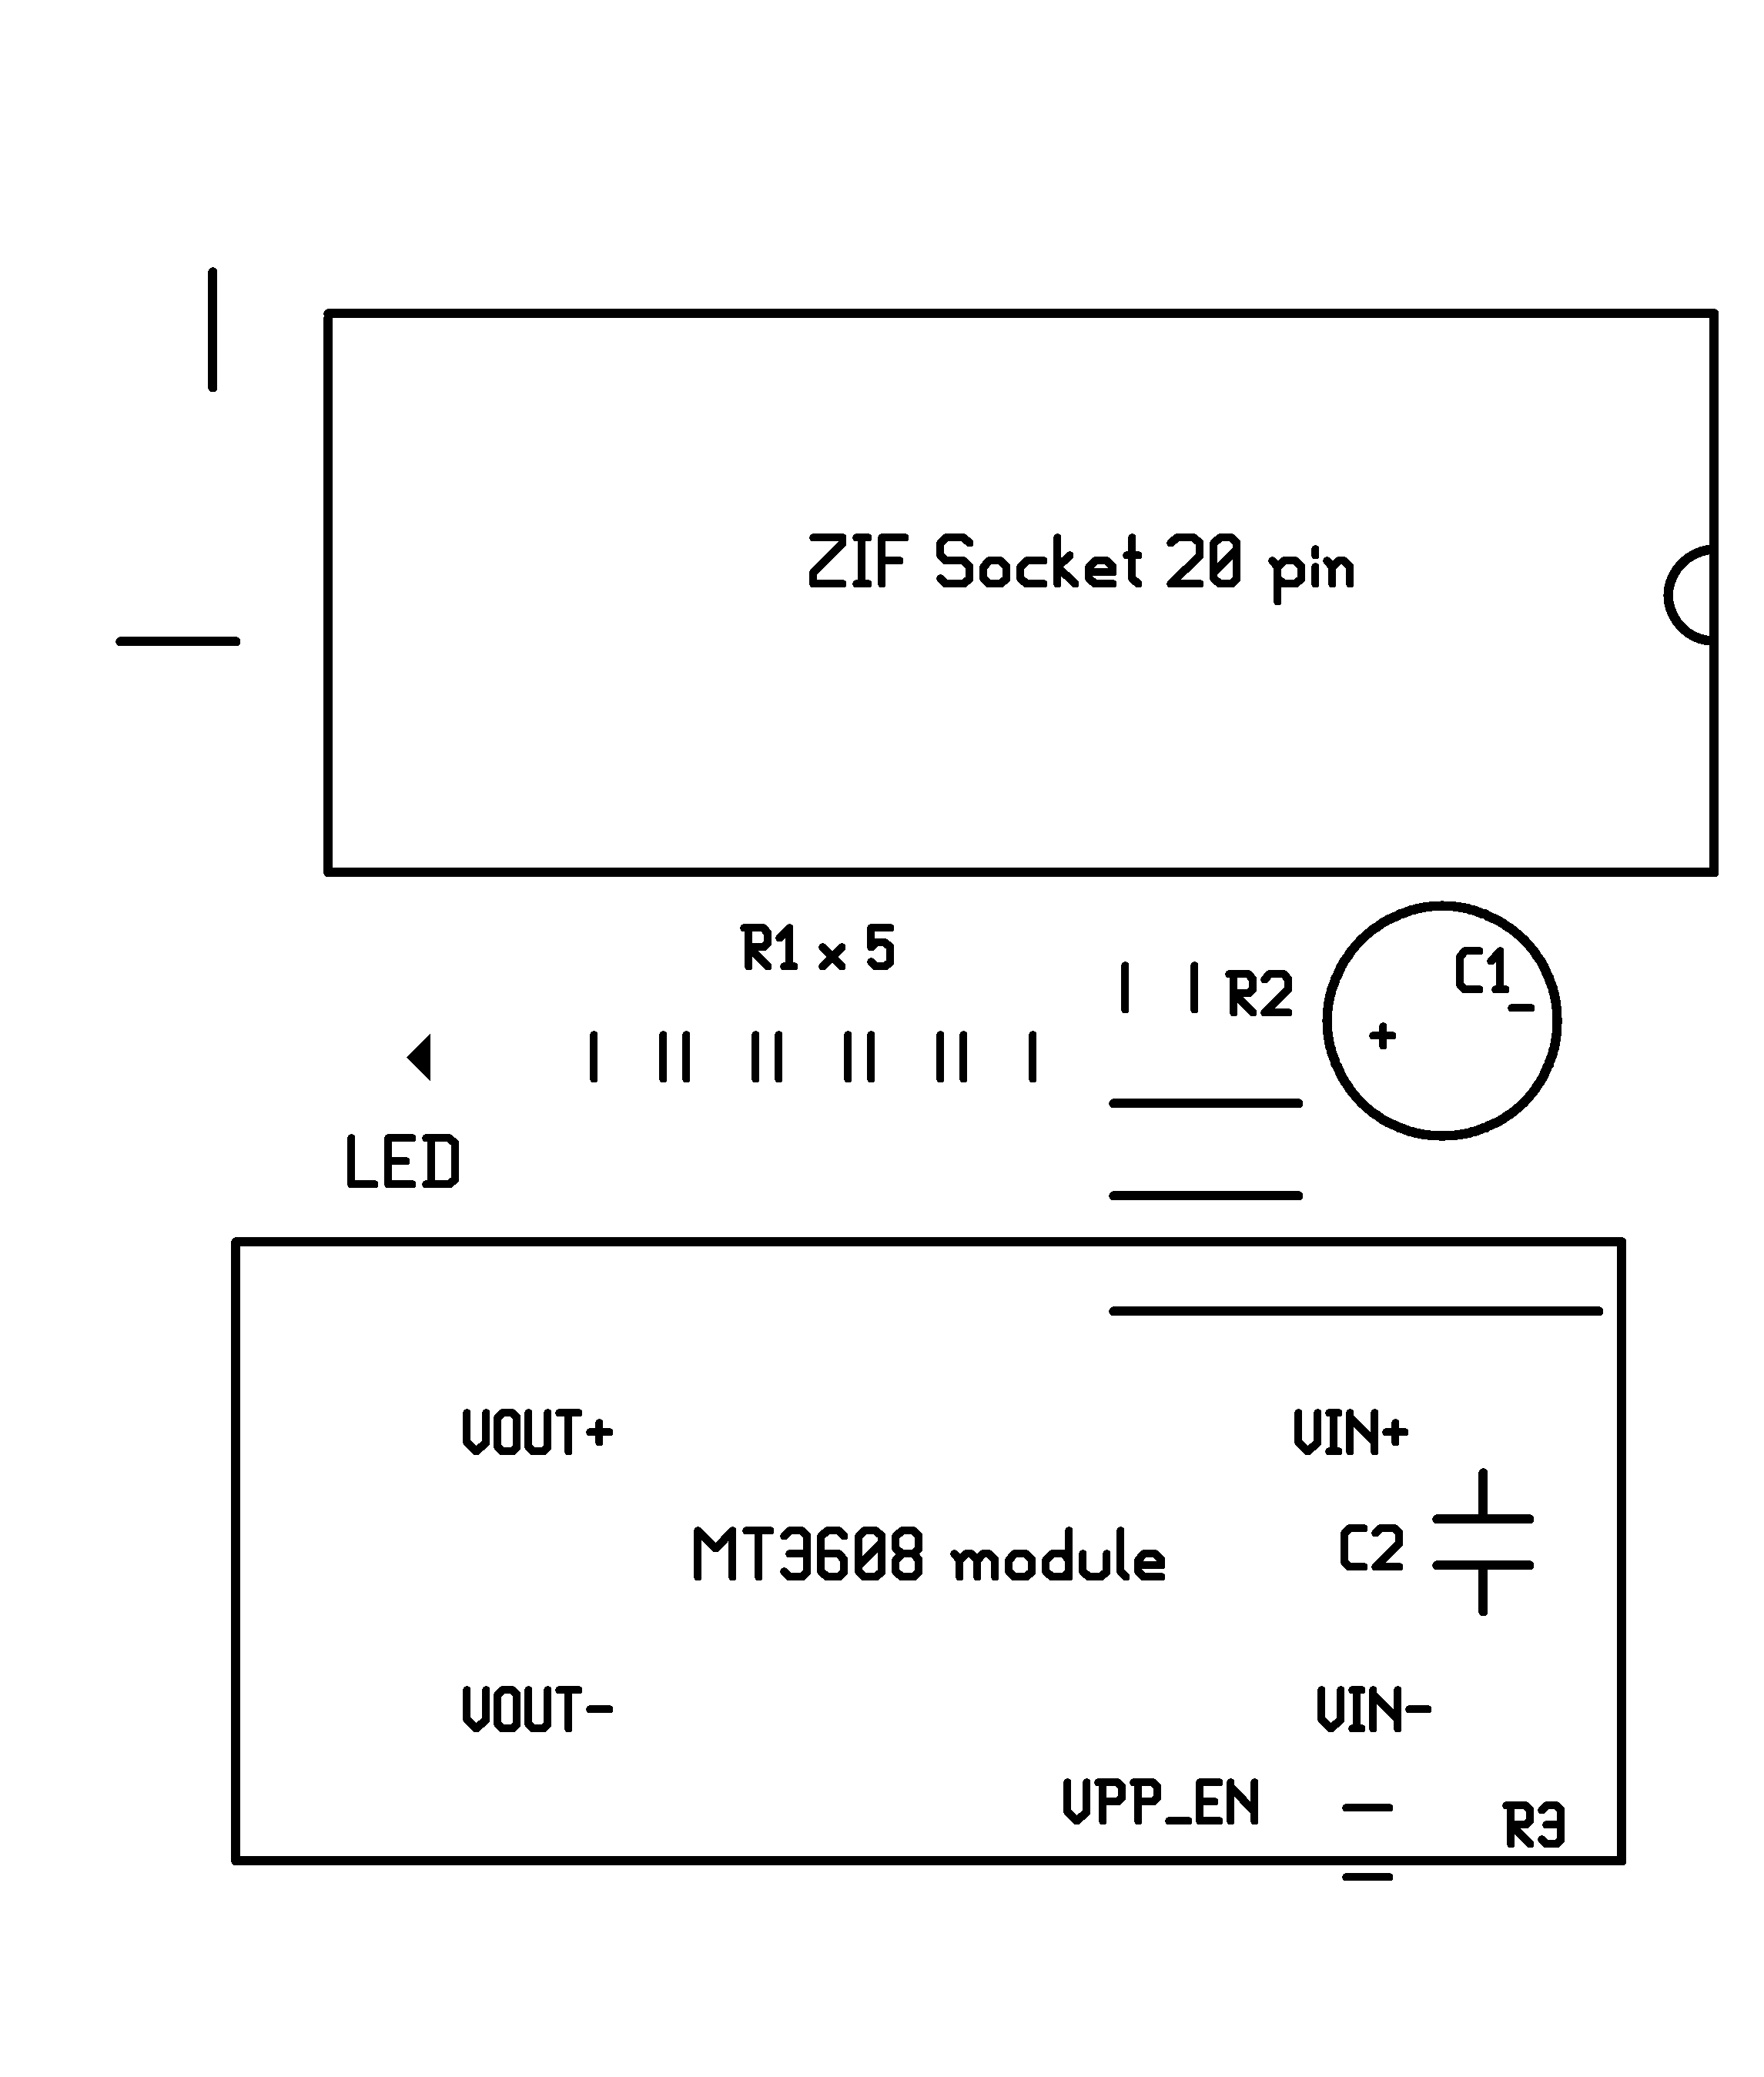 ZIF Socket 20 pin
R1 x 5
R2
C1
+
-
LED
VOUT+
VIN+
MT3608 module
C2
VOUT-
VIN-
VPP_EN
R3